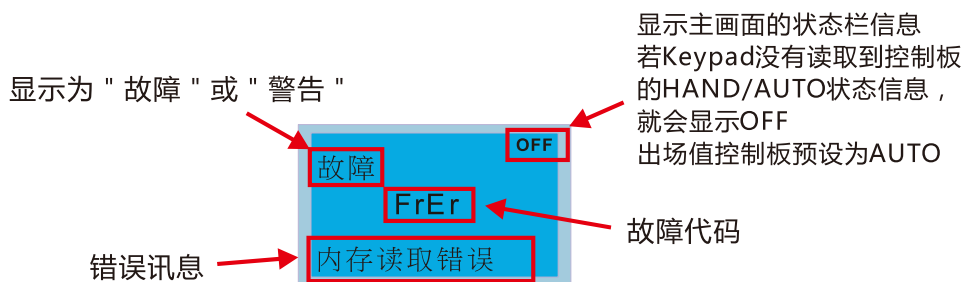 显示主画面的状态栏信息
若Keypad没有读取到控制板
的HAND/AUTO状态信息，
就会显示OFF
出场值控制板预设为AUTO
显示为＂故障＂或＂警告＂
OFF
故障
FrEr
故障代码
内存读取错误
错误讯息